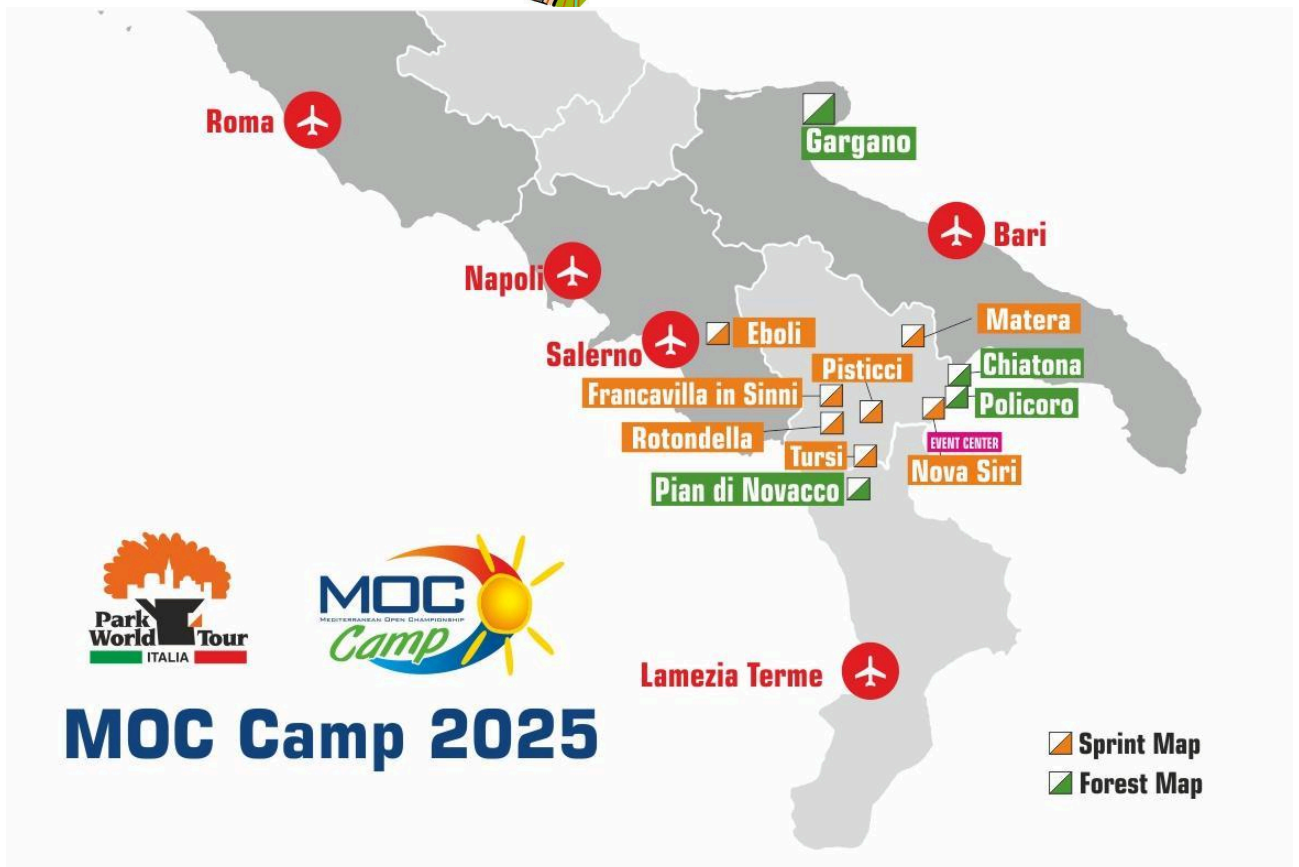 Roma
Gargano
Bari
Napoli
Matera
Eboli
Salerno
Pisticci
Chiatona
Francavilla in Sinni
Policoro
Rotondella
EVENT CENTER
Tursi
Nova Siri
Pian di Novacco
Park
World Tour
ITALIA
MOC
MEDITERRANEAN OPEN CHAMPIONSHIP
Camp
Lamezia Terme
MOC Camp 2025
Sprint Map
Forest Map